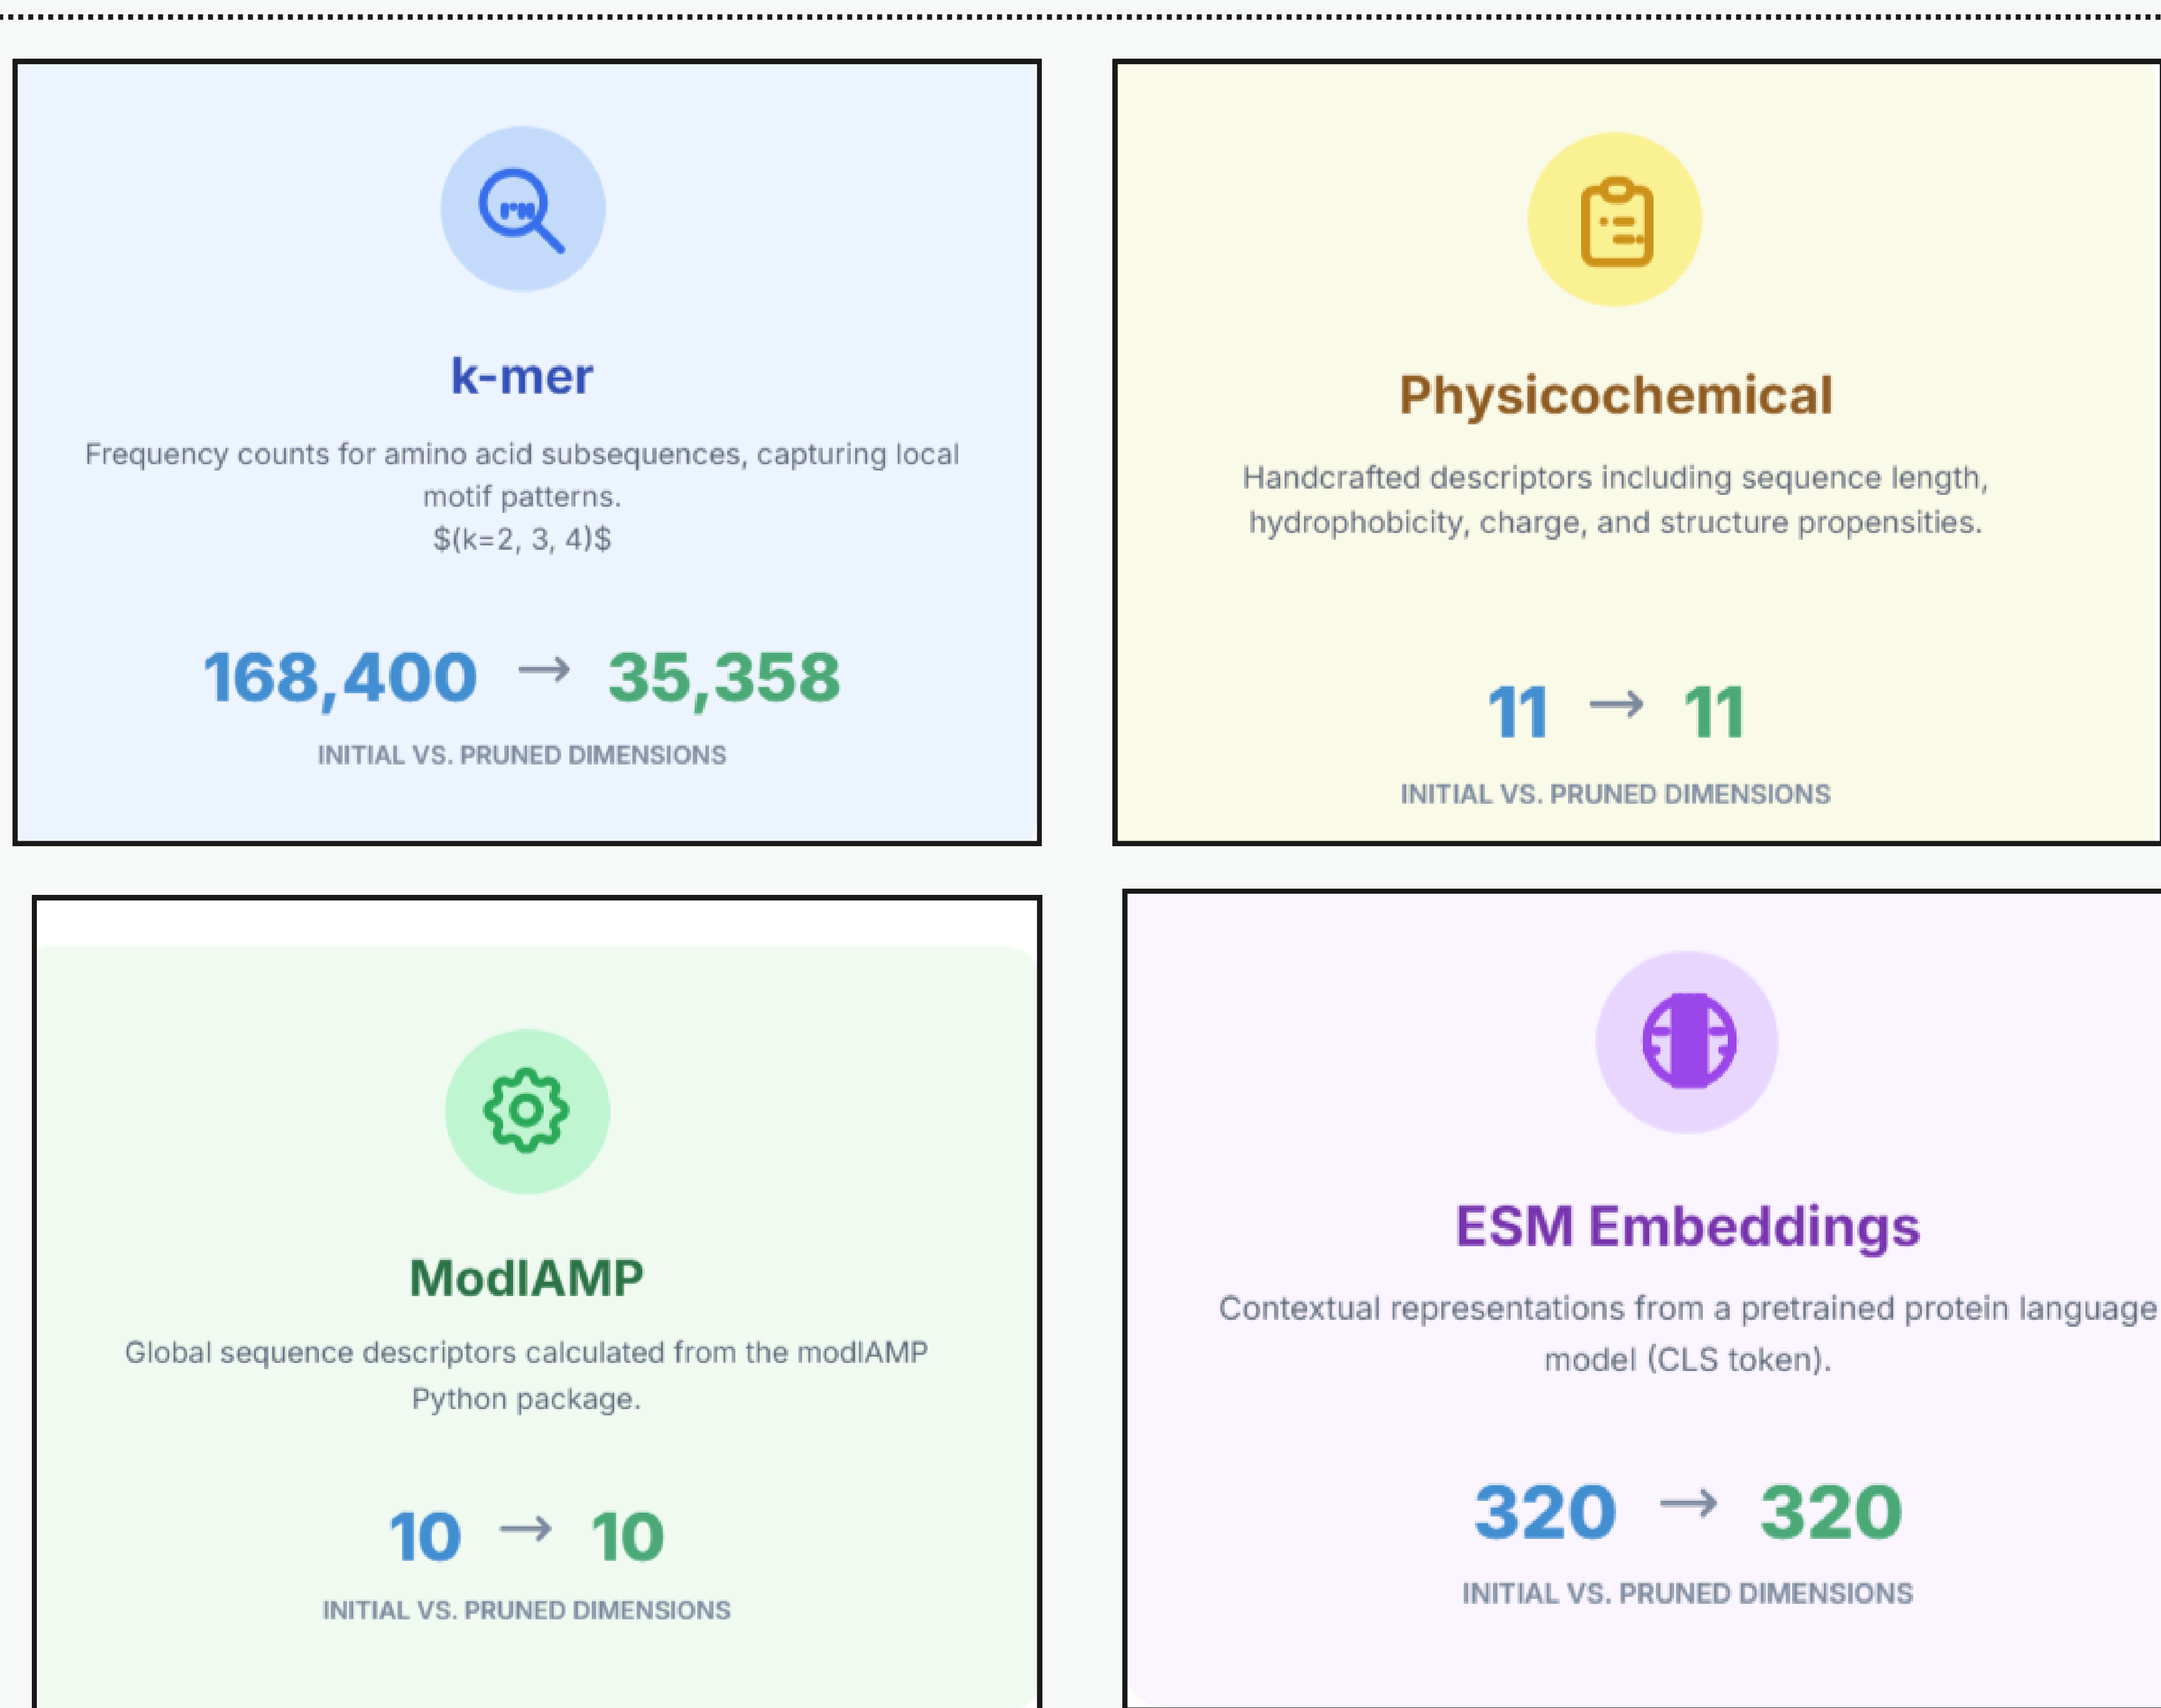 k-mer
Frequency counts for amino acid subsequences, capturing local
motif patterns.
$(k=2, 3, 4)$
168,400 → 35,358
INITIAL VS. PRUNED DIMENSIONS
Physicochemical
Handcrafted descriptors including sequence length,
hydrophobicity, charge, and structure propensities.
11 → 11
INITIAL VS. PRUNED DIMENSIONS
ModlAMP
Global sequence descriptors calculated from the modlAMP
Python package.
10 → 10
INITIAL VS. PRUNED DIMENSIONS
ESM Embeddings
Contextual representations from a pretrained protein language
model (CLS token).
320 → 320
INITIAL VS. PRUNED DIMENSIONS